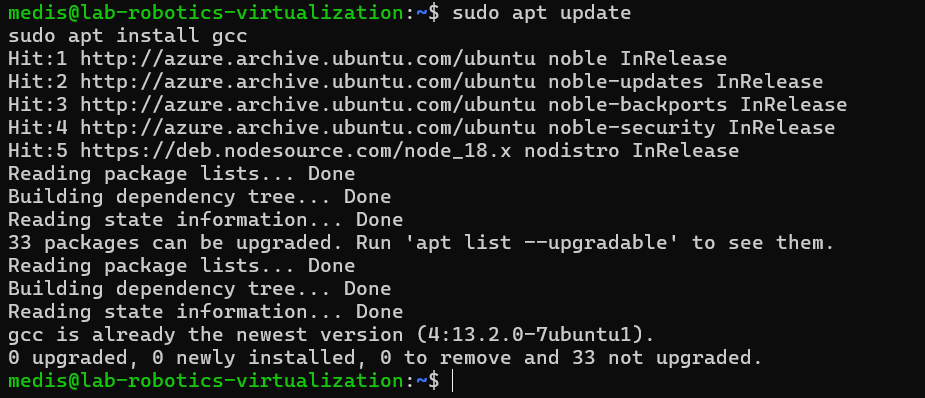 medis@lab-robotics-virtualization:~$ sudo apt update
sudo apt install gcc
Hit:1 http://azure.archive.ubuntu.com/ubuntu noble InRelease
Hit:2 http://azure.archive.ubuntu.com/ubuntu noble-updates InRelease
Hit:3 http://azure.archive.ubuntu.com/ubuntu noble-backports InRelease
Hit:4 http://azure.archive.ubuntu.com/ubuntu noble-security InRelease
Hit:5 https://deb.nodesource.com/node_18.x nodistro InRelease
Reading package lists... Done
Building dependency tree... Done
Reading state information... Done
33 packages can be upgraded. Run 'apt list --upgradable' to see them.
Reading package lists... Done
Building dependency tree... Done
Reading state information... Done
gcc is already the newest version (4:13.2.0-7ubuntu1).
0 upgraded, 0 newly installed, 0 to remove and 33 not upgraded.
medis@lab-robotics-virtualization:~$